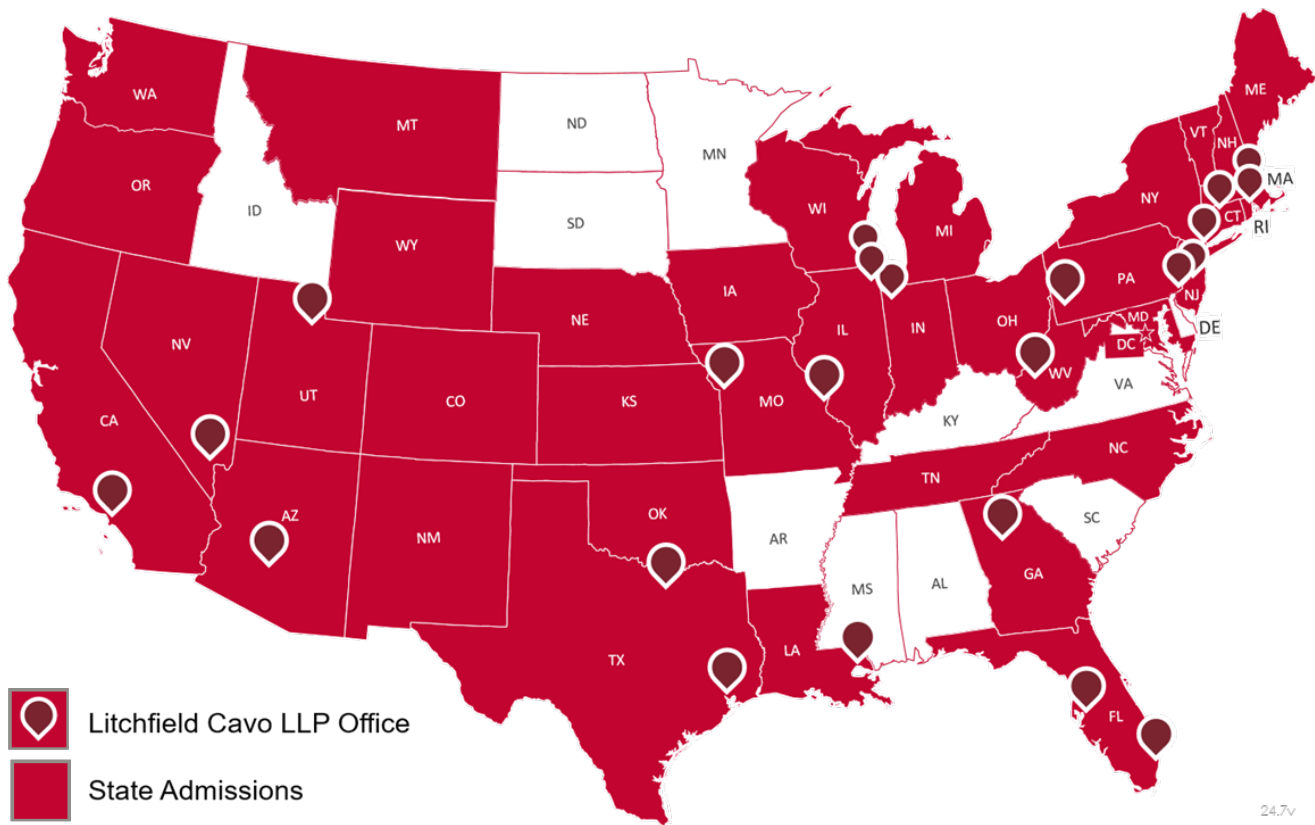 WA
MT
ND
MN
ME
VT
NH
OR
ID
SD
WI
MI
NY
MA
CT
RI
WY
IA
PA
NE
IL
IN
OH
NJ
MD
DE
DC
NV
UT
CO
KS
MO
WV
VA
CA
KY
NC
TN
AZ
NM
OK
AR
SC
MS
AL
GA
TX
LA
FL
Litchfield Cavo LLP Office
State Admissions
24.7v